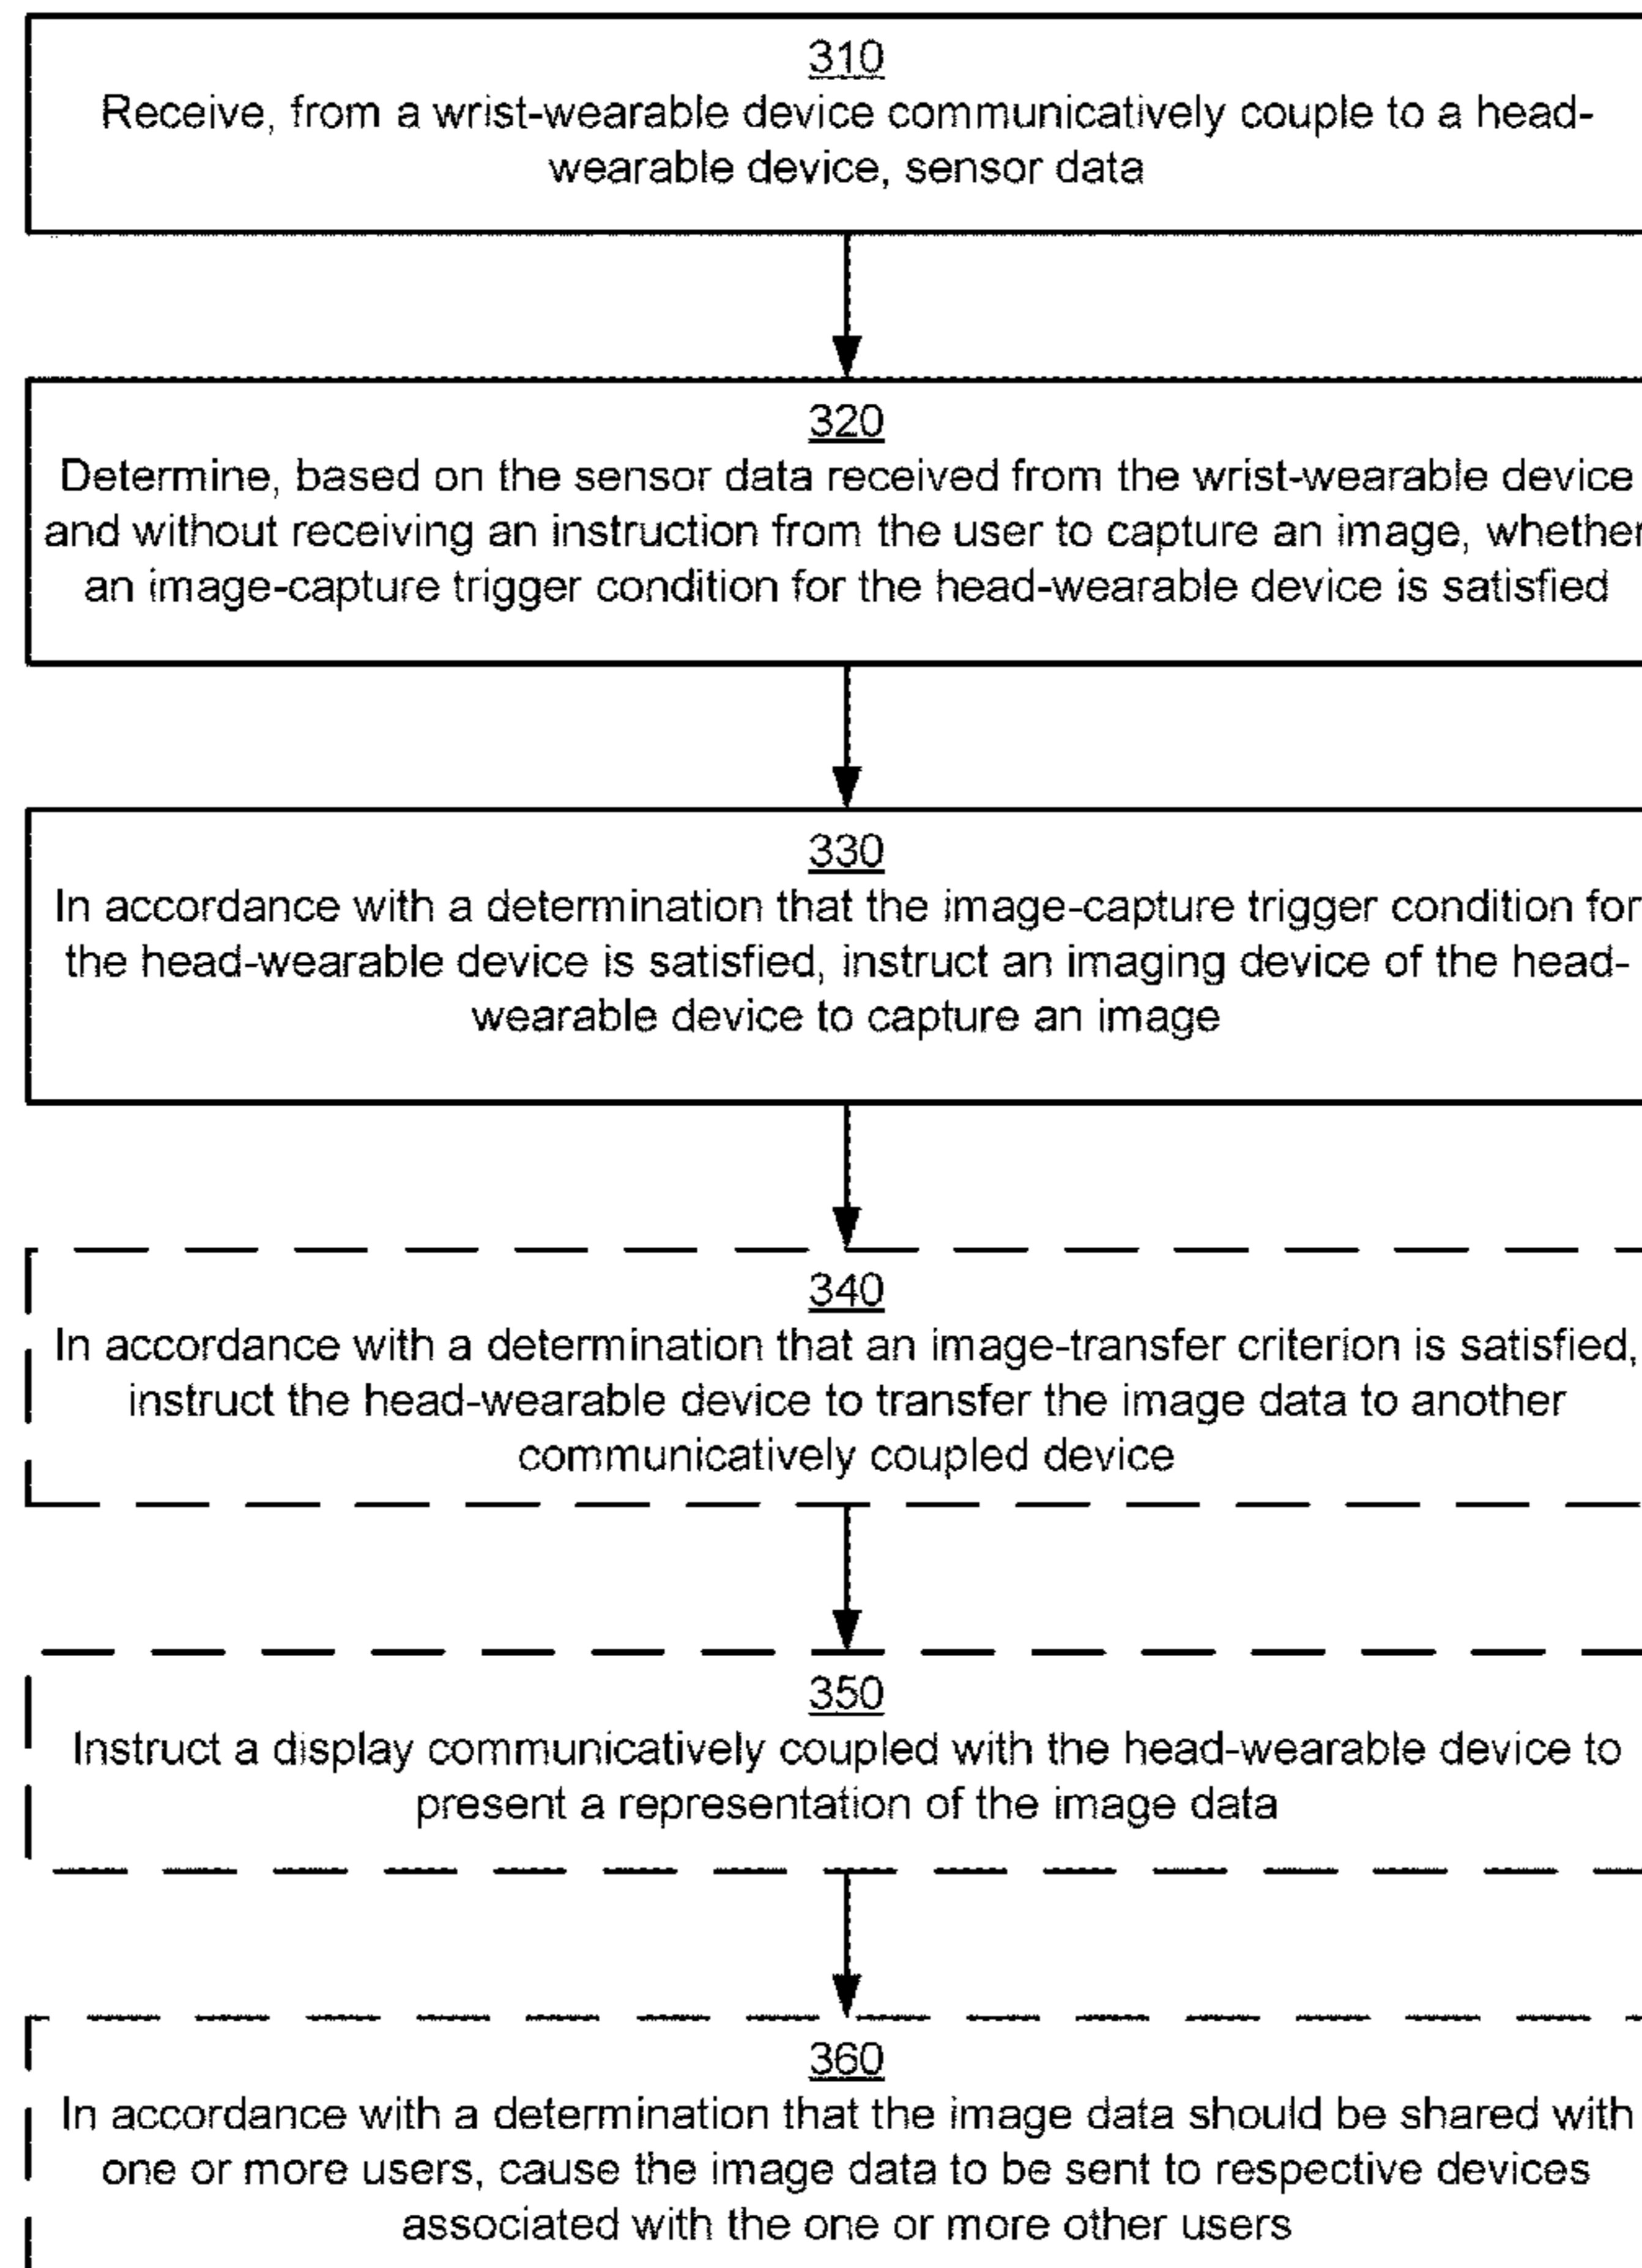 310
Receive, from a wrist-wearable device communicatively couple to a head-
wearable device, sensor data
320
Determine, based on the sensor data received from the wrist-wearable device
and without receiving an instruction from the user to capture an image, whether
an image-capture trigger condition for the head-wearable device is satisfied
330
In accordance with a determination that the image-capture trigger condition for
the head-wearable device is satisfied, instruct an imaging device of the head-
wearable device to capture an image
340
In accordance with a determination that an image-transfer criterion is satisfied,
instruct the head-wearable device to transfer the image data to another
communicatively coupled device
350
Instruct a display communicatively coupled with the head-wearable device to
present a representation of the image data
360
In accordance with a determination that the image data should be shared with
one or more users, cause the image data to be sent to respective devices
associated with the one or more other users